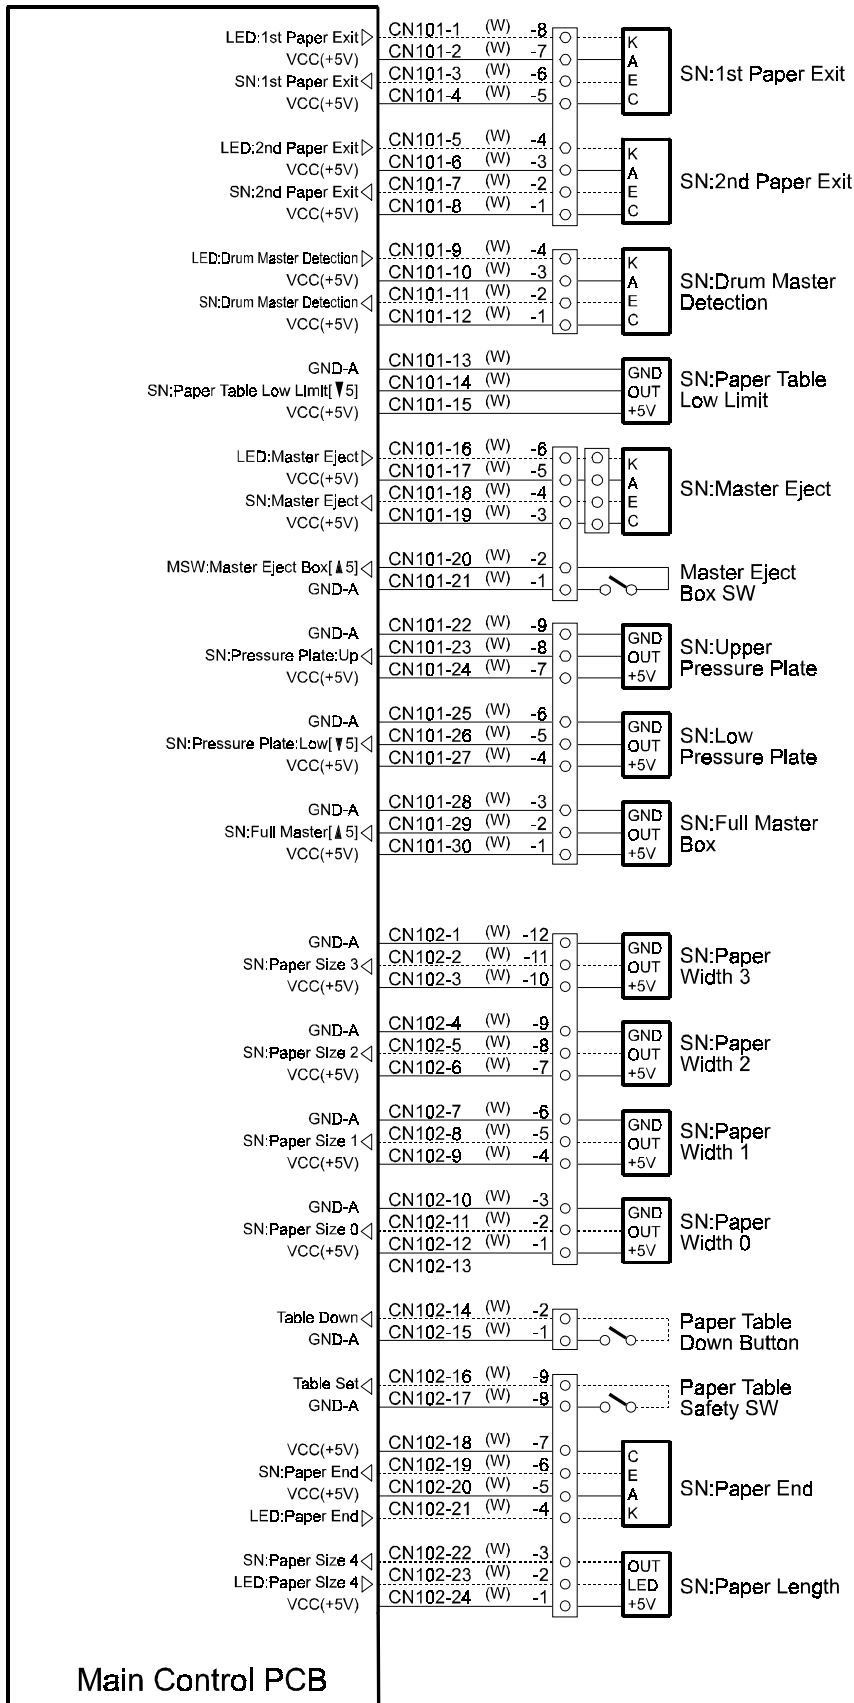 LED:1st Paper Exit▷ CN101-1 (W) -8 K
VCC(+5V) CN101-2 (W) -7 A
SN:1st Paper Exit◁ CN101-3 (W) -6 E
VCC(+5V) CN101-4 (W) -5 C
SN:1st Paper Exit
LED:2nd Paper Exit▷ CN101-5 (W) -4 K
VCC(+5V) CN101-6 (W) -3 A
SN:2nd Paper Exit◁ CN101-7 (W) -2 E
VCC(+5V) CN101-8 (W) -1 C
SN:2nd Paper Exit
LED:Drum Master Detection▷ CN101-9 (W) -4 K
VCC(+5V) CN101-10 (W) -3 A
SN:Drum Master Detection◁ CN101-11 (W) -2 E
VCC(+5V) CN101-12 (W) -1 C
SN:Drum Master
Detection
GND-A CN101-13 (W) GND
SN:Paper Table Low Limit[▼5] CN101-14 (W) OUT
VCC(+5V) CN101-15 (W) +5V
SN:Paper Table
Low Limit
LED:Master Eject▷ CN101-16 (W) -6 K
VCC(+5V) CN101-17 (W) -5 A
SN:Master Eject◁ CN101-18 (W) -4 E
VCC(+5V) CN101-19 (W) -3 C
SN:Master Eject
MSW:Master Eject Box[▲5]◁ CN101-20 (W) -2
GND-A CN101-21 (W) -1
Master Eject
Box SW
GND-A CN101-22 (W) -9 GND
SN:Pressure Plate:Up◁ CN101-23 (W) -8 OUT
VCC(+5V) CN101-24 (W) -7 +5V
SN:Upper
Pressure Plate
GND-A CN101-25 (W) -6 GND
SN:Pressure Plate:Low[▼5]◁ CN101-26 (W) -5 OUT
VCC(+5V) CN101-27 (W) -4 +5V
SN:Low
Pressure Plate
GND-A CN101-28 (W) -3 GND
SN:Full Master[▲5]◁ CN101-29 (W) -2 OUT
VCC(+5V) CN101-30 (W) -1 +5V
SN:Full Master
Box
GND-A CN102-1 (W) -12 GND
SN:Paper Size 3◁ CN102-2 (W) -11 OUT
VCC(+5V) CN102-3 (W) -10 +5V
SN:Paper
Width 3
GND-A CN102-4 (W) -9 GND
SN:Paper Size 2◁ CN102-5 (W) -8 OUT
VCC(+5V) CN102-6 (W) -7 +5V
SN:Paper
Width 2
GND-A CN102-7 (W) -6 GND
SN:Paper Size 1◁ CN102-8 (W) -5 OUT
VCC(+5V) CN102-9 (W) -4 +5V
SN:Paper
Width 1
GND-A CN102-10 (W) -3 GND
SN:Paper Size 0◁ CN102-11 (W) -2 OUT
VCC(+5V) CN102-12 (W) -1 +5V
CN102-13
SN:Paper
Width 0
Table Down◁ CN102-14 (W) -2
GND-A CN102-15 (W) -1
Paper Table
Down Button
Table Set◁ CN102-16 (W) -9
GND-A CN102-17 (W) -8
Paper Table
Safety SW
VCC(+5V) CN102-18 (W) -7 C
SN:Paper End◁ CN102-19 (W) -6 E
VCC(+5V) CN102-20 (W) -5 A
LED:Paper End▷ CN102-21 (W) -4 K
SN:Paper End
SN:Paper Size 4◁ CN102-22 (W) -3 OUT
LED:Paper Size 4▷ CN102-23 (W) -2 LED
VCC(+5V) CN102-24 (W) -1 +5V
SN:Paper Length
Main Control PCB